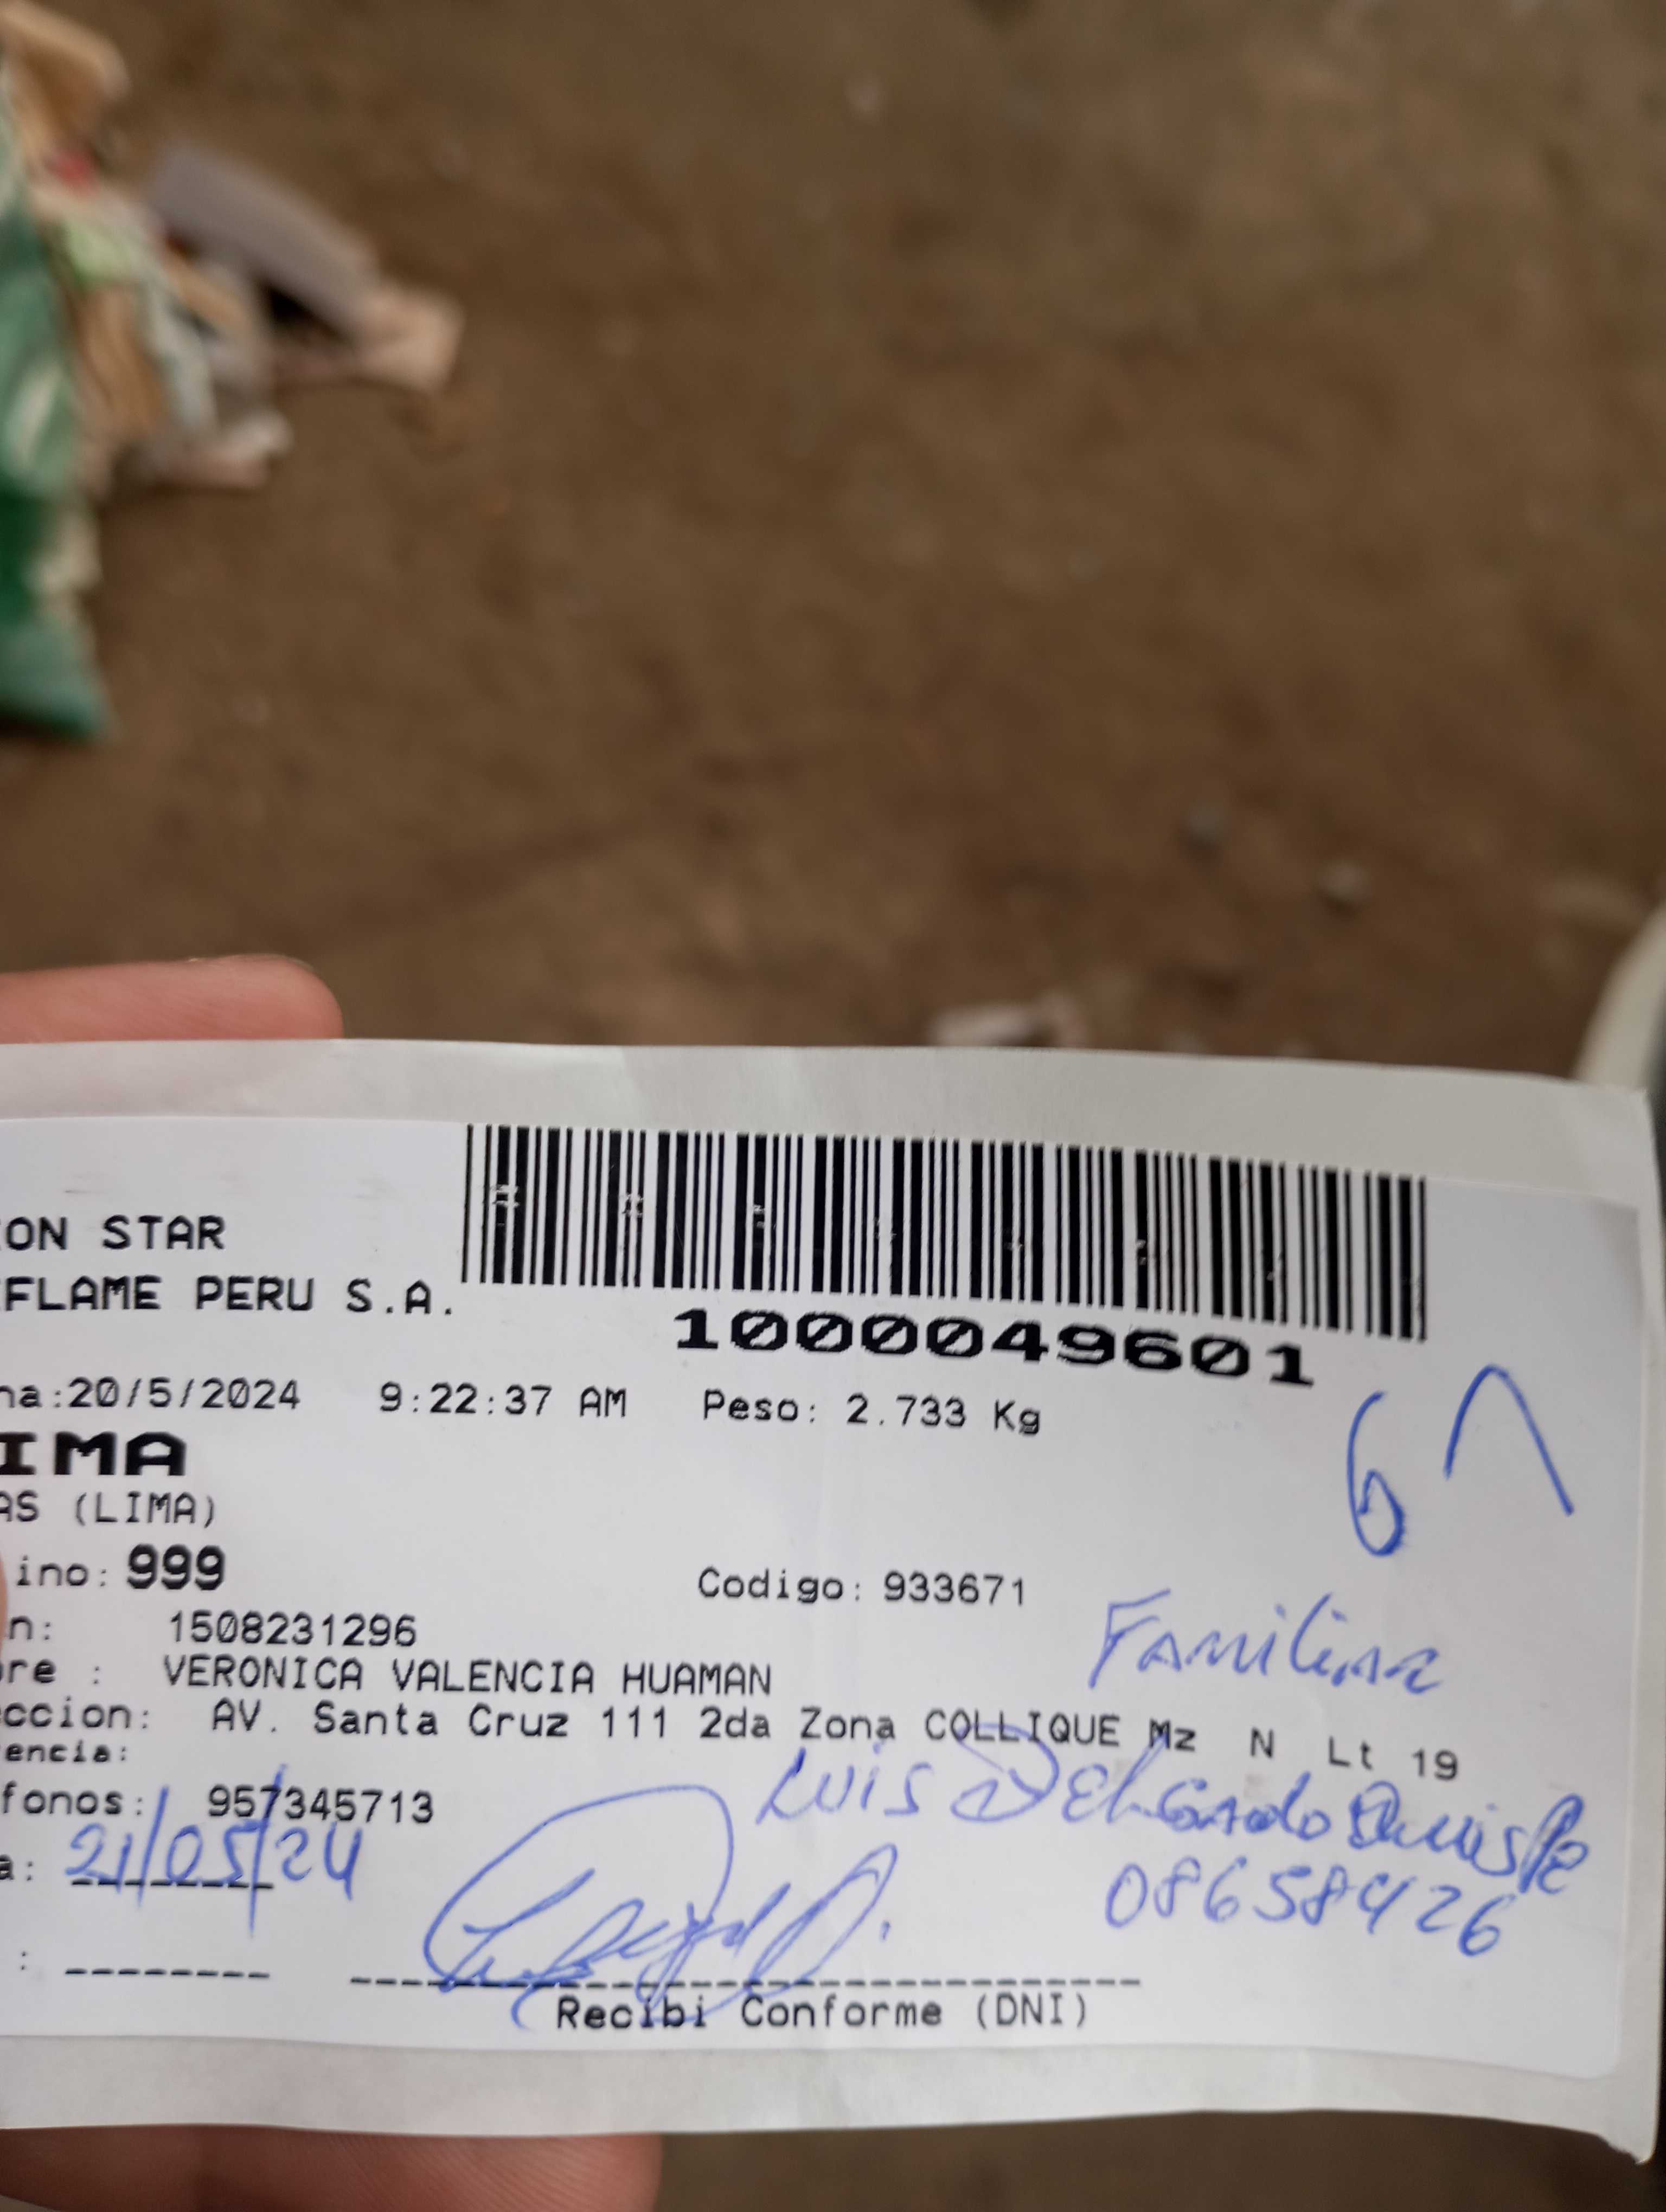 ON STAR
FLAME PERU S.A.
1000049601
na:20/5/2024 9:22:37 AM Peso: 2.733 Kg
IMA
AS (LIMA)
ino: 999 Codigo: 933671
n: 1508231296
re : VERONICA VALENCIA HUAMAN
ccion: AV. Santa Cruz 111 2da Zona COLLIQUE Mz N Lt 19
encia:
fonos: 957345713
Luis Delgado
a: 21/05/24
08658426
: --------
Recibi Conforme (DNI)